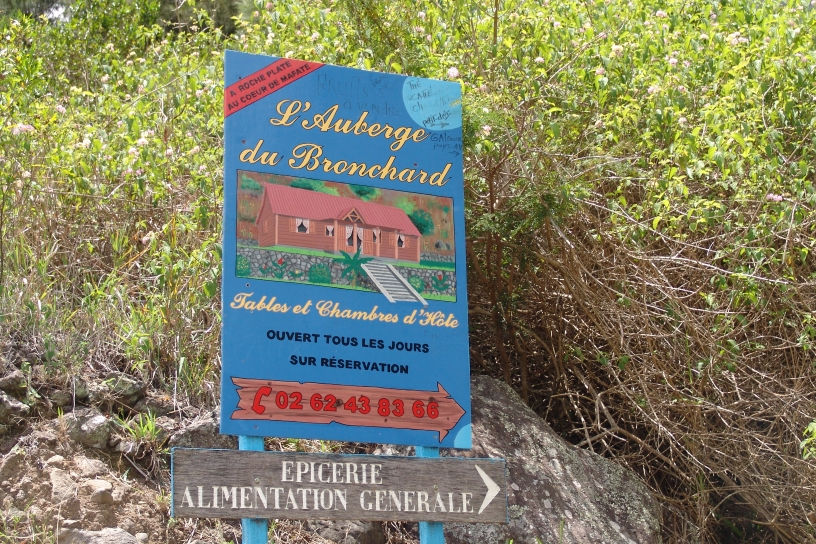 A ROCHE PLATE
AU COEUR DE MAFATE
L'Auberge
du Bronchard
Tables et Chambres d'Hôte
OUVERT TOUS LES JOURS
SUR RÉSERVATION
02 62 43 83 66
EPICERIE
ALIMENTATION GENERALE